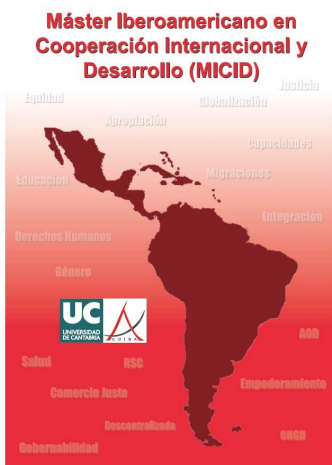 Máster Iberoamericano en
Cooperación Internacional y
Desarrollo (MICID)
Justicia
Equidad
Globalización
Apropiación
Capacidades
Educación
Migraciones
Integración
Derechos Humanos
Género
UC
UNIVERSIDAD
DE CANTABRIA
COIBA
AOD
Salud
RSC
Empoderamiento
Comercio Justo
Descentralizada
ONGD
Gobernabilidad